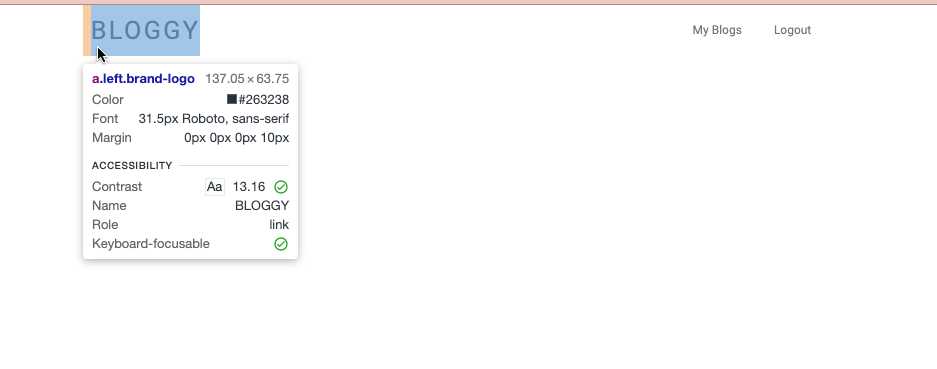 BLOGGY
My Blogs
Logout
a.left.brand-logo 137.05 × 63.75
Color #263238
Font 31.5px Roboto, sans-serif
Margin 0px 0px 0px 10px
ACCESSIBILITY
Contrast Aa 13.16
Name BLOGGY
Role link
Keyboard-focusable